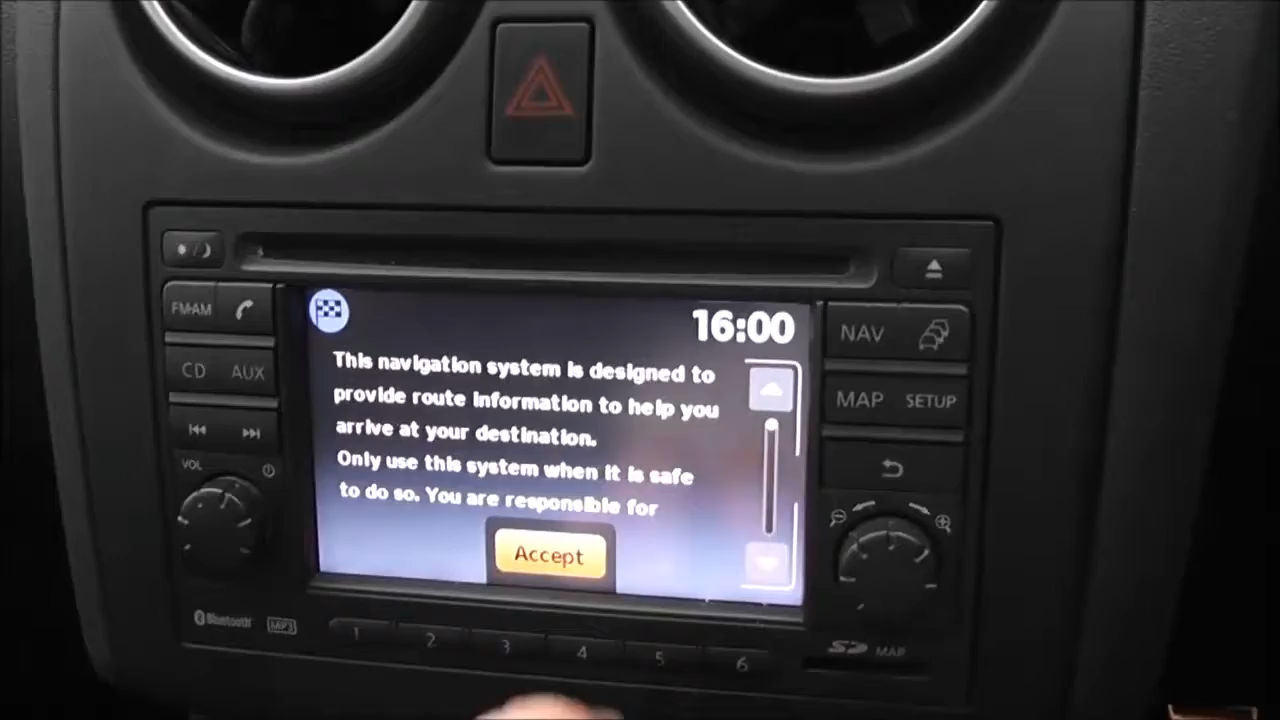 FM·AM
16:00
NAV
This navigation system is designed to
provide route information to help you
arrive at your destination.
Only use this system when it is safe
to do so. You are responsible for
Accept
CD AUX
MAP SETUP
VOL
Bluetooth MP3
1 2 3 4 5 6
SD MAP